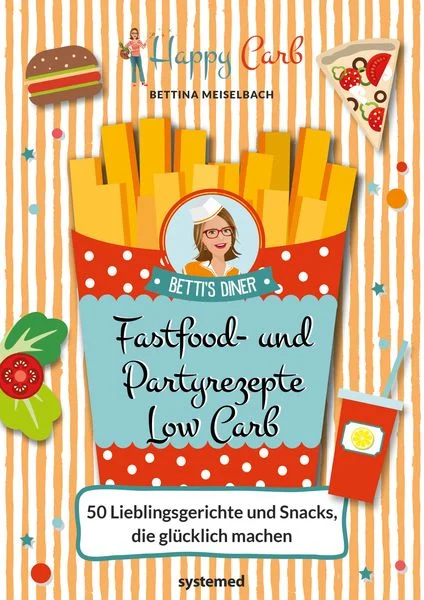 Happy Carb
BETTINA MEISELBACH
BETTI'S DINER
Fastfood- und
Partyrezepte
Low Carb
50 Lieblingsgerichte und Snacks,
die glücklich machen
systemed